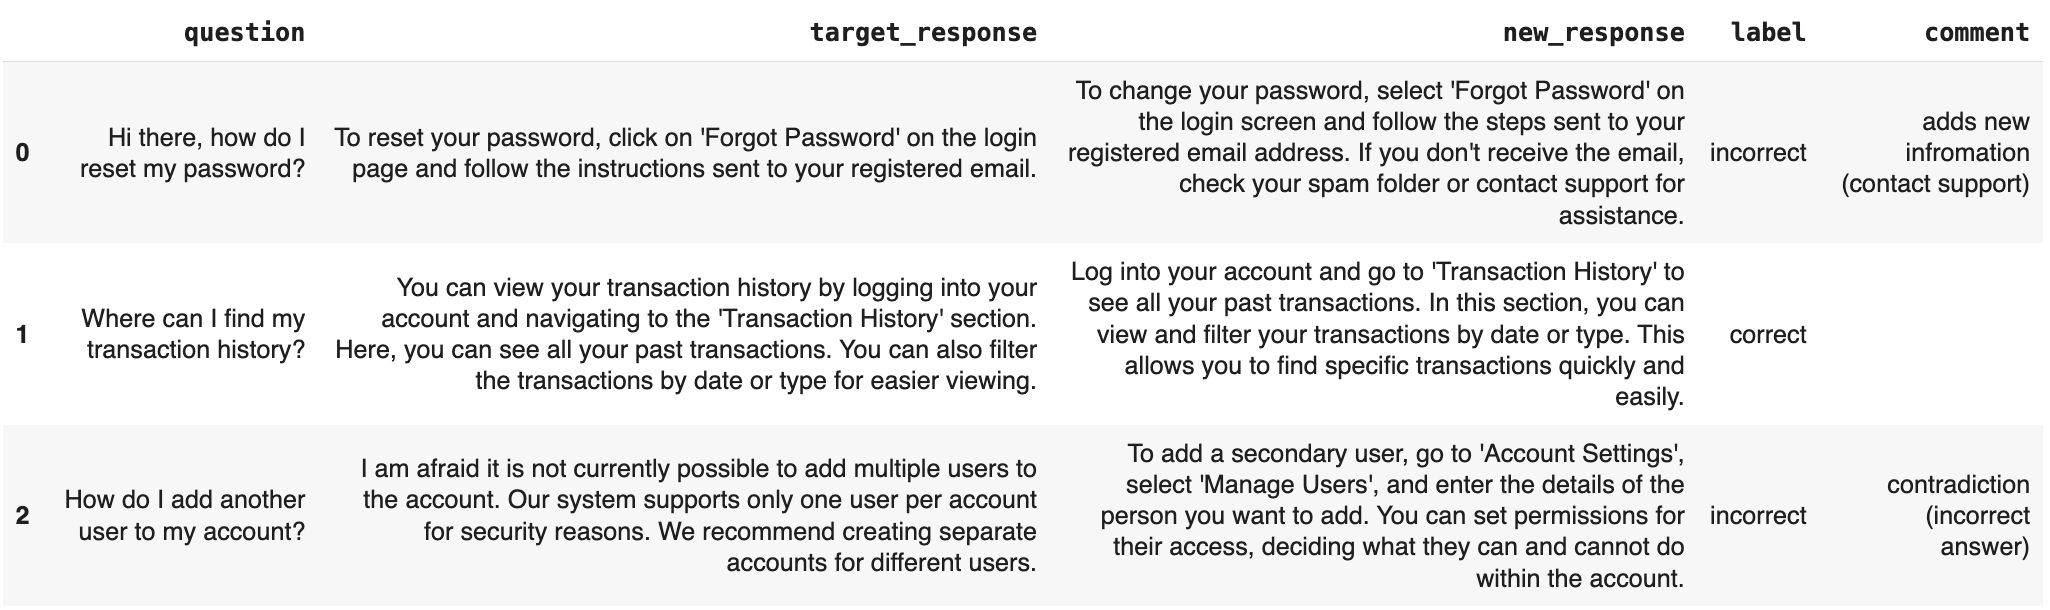 question target_response new_response label comment
0
Hi there, how do I
reset my password?
To reset your password, click on 'Forgot Password' on the login
page and follow the instructions sent to your registered email.
To change your password, select 'Forgot Password' on
the login screen and follow the steps sent to your
registered email address. If you don't receive the email,
check your spam folder or contact support for
assistance.
incorrect
adds new
infromation
(contact support)
1
Where can I find my
transaction history?
You can view your transaction history by logging into your
account and navigating to the 'Transaction History' section.
Here, you can see all your past transactions. You can also filter
the transactions by date or type for easier viewing.
Log into your account and go to 'Transaction History' to
see all your past transactions. In this section, you can
view and filter your transactions by date or type. This
allows you to find specific transactions quickly and
easily.
correct
2
How do I add another
user to my account?
I am afraid it is not currently possible to add multiple users to
the account. Our system supports only one user per account
for security reasons. We recommend creating separate
accounts for different users.
To add a secondary user, go to 'Account Settings',
select 'Manage Users', and enter the details of the
person you want to add. You can set permissions for
their access, deciding what they can and cannot do
within the account.
incorrect
contradiction
(incorrect
answer)